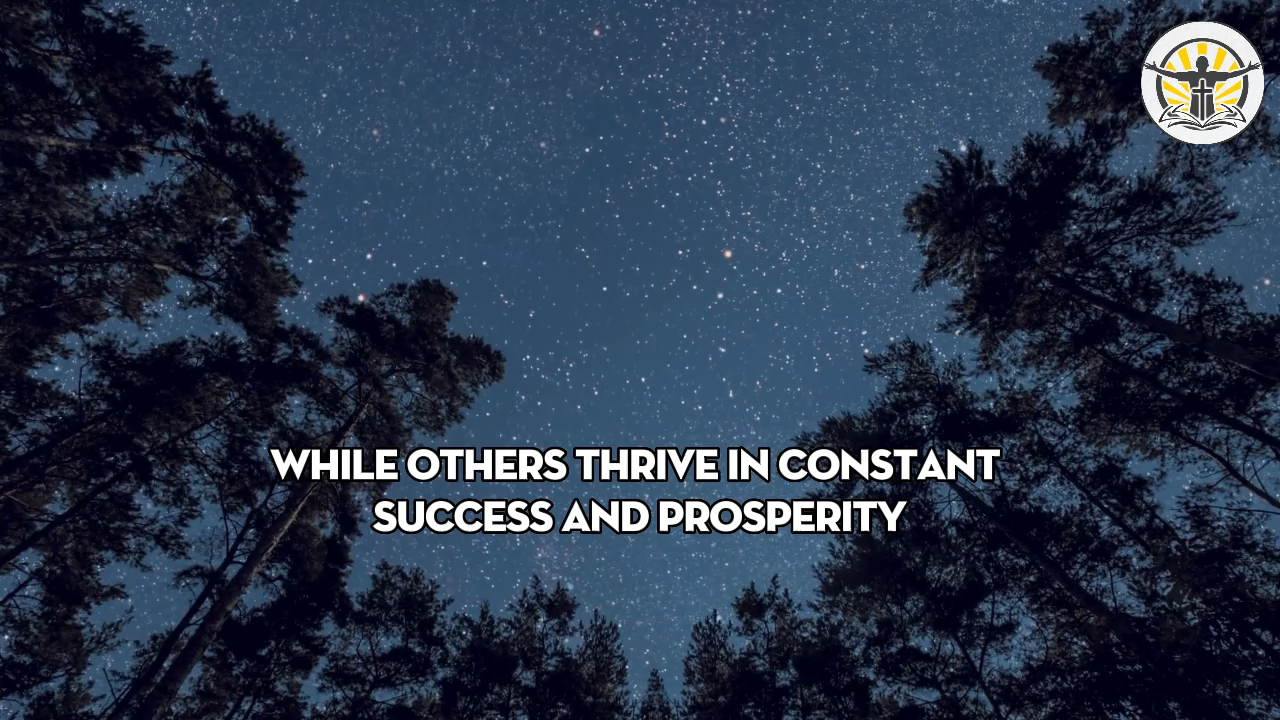 WHILE OTHERS THRIVE IN CONSTANT
SUCCESS AND PROSPERITY